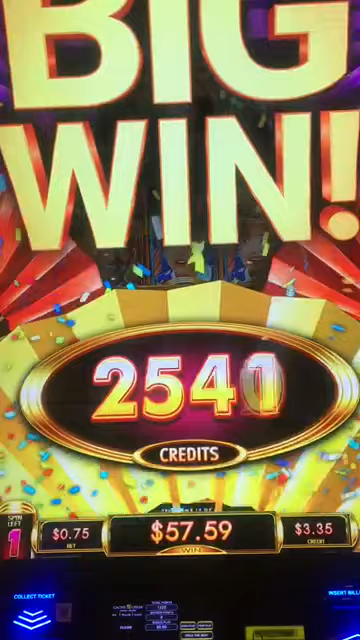 BIG
WIN!
2541
CREDITS
SPIN
LEFT
1
$0.75
BET
$57.59
WIN
$3.35
CREDIT
COLLECT TICKET
INSERT BILL